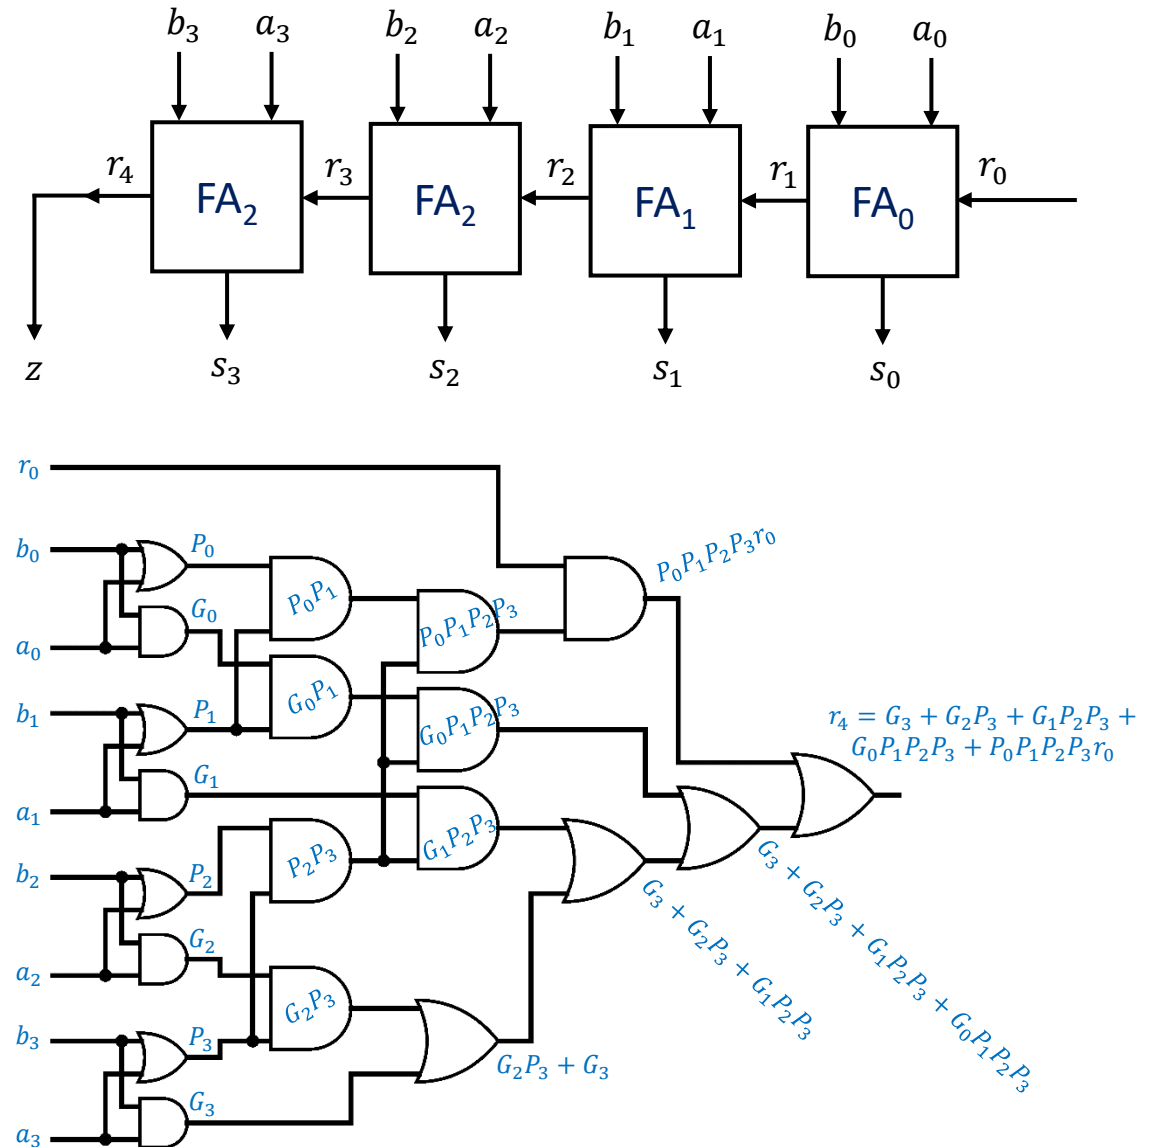 b₃ a₃ b₂ a₂ b₁ a₁ b₀ a₀
r₄ FA₂ r₃ FA₂ r₂ FA₁ r₁ FA₀ r₀
z s₃ s₂ s₁ s₀
r₀
b₀ P₀
P₀P₁
P₀P₁P₂P₃r₀
a₀ G₀
P₀P₁P₂P₃
G₀P₁
b₁ P₁
G₀P₁P₂P₃
r₄ = G₃ + G₂P₃ + G₁P₂P₃ +
G₀P₁P₂P₃ + P₀P₁P₂P₃r₀
a₁ G₁
G₁P₂P₃
b₂ P₂
P₂P₃
G₃ + G₂P₃ + G₁P₂P₃
G₃ + G₂P₃ + G₁P₂P₃ + G₀P₁P₂P₃
a₂ G₂
G₂P₃
b₃ P₃
G₂P₃ + G₃
a₃ G₃